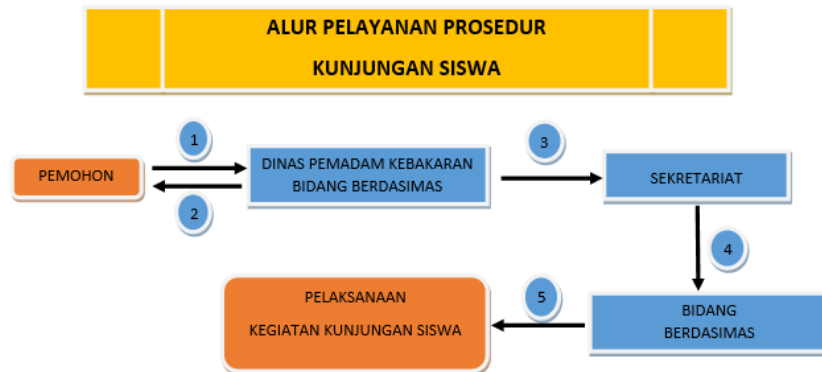 ALUR PELAYANAN PROSEDUR
KUNJUNGAN SISWA
1
3
PEMOHON
DINAS PEMADAM KEBAKARAN
BIDANG BERDASIMAS
SEKRETARIAT
2
4
PELAKSANAAN
KEGIATAN KUNJUNGAN SISWA
5
BIDANG
BERDASIMAS